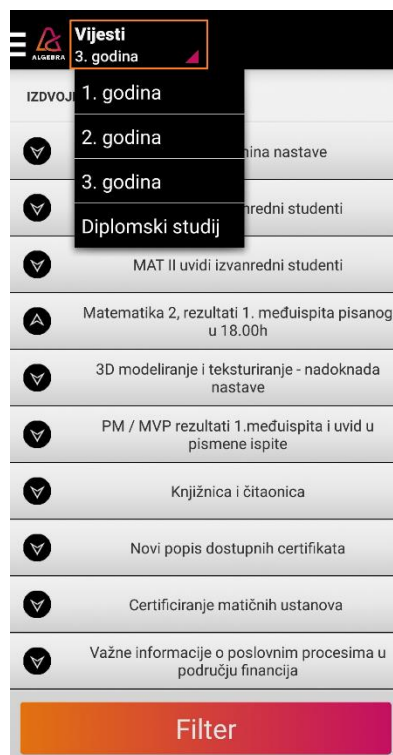 Vijesti
ALGEBRA
3. godina
IZDVOJ
1. godina
2. godina
3. godina
Diplomski studij
nina nastave
nredni studenti
MAT II uvidi izvanredni studenti
Matematika 2, rezultati 1. međuispita pisanog
u 18.00h
3D modeliranje i teksturiranje - nadoknada
nastave
PM / MVP rezultati 1.međuispita i uvid u
pismene ispite
Knjižnica i čitaonica
Novi popis dostupnih certifikata
Certificiranje matičnih ustanova
Važne informacije o poslovnim procesima u
području financija
Filter